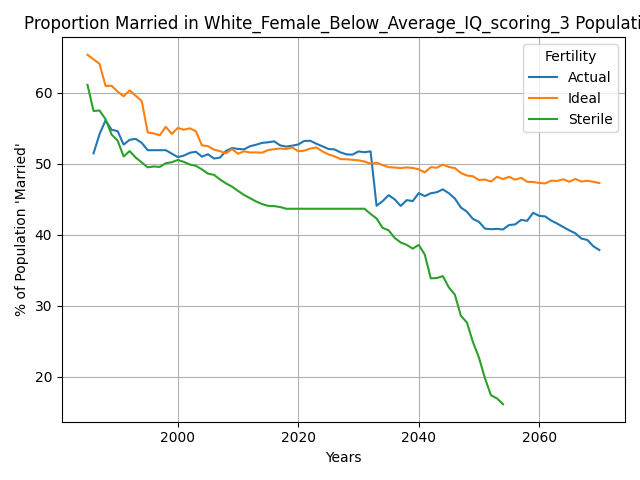 Proportion Married in White_Female_Below_Average_IQ_scoring_3 Populati
Fertility
Actual
Ideal
Sterile
60
50
40
30
20
% of Population 'Married'
2000
2020
2040
2060
Years